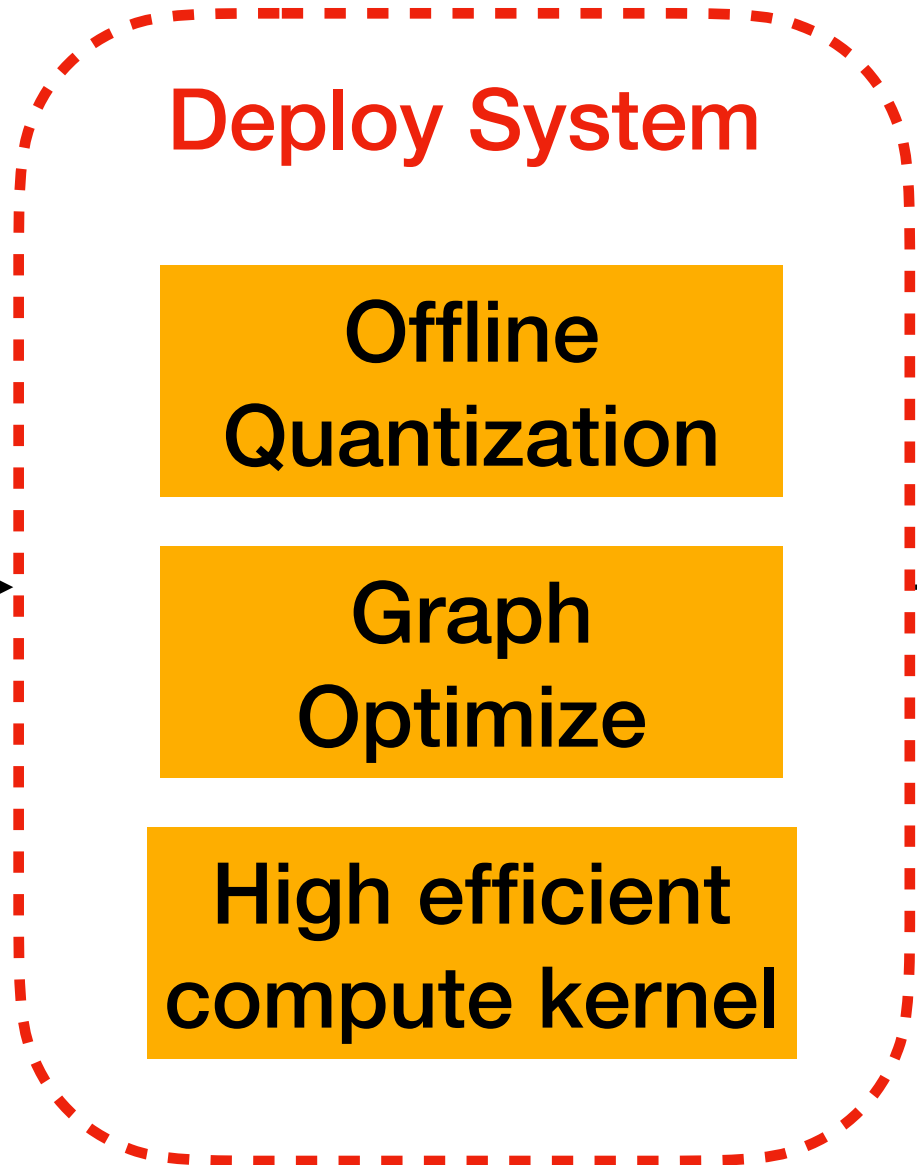 Deploy System
Offline
Quantization
Graph
Optimize
High efficient
compute kernel